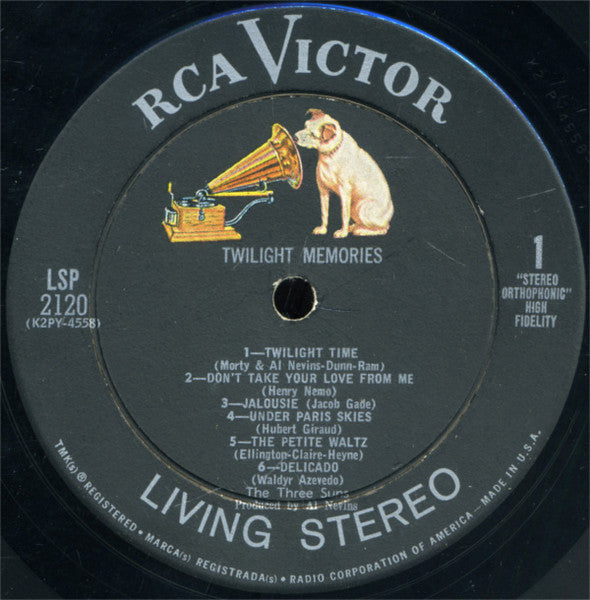 RCA VICTOR
TWILIGHT MEMORIES
LSP
2120
(K2PY-4558)
1
"STEREO
ORTHOPHONIC"
HIGH
FIDELITY
1—TWILIGHT TIME
(Morty & Al Nevins-Dunn-Ram)
2—DON'T TAKE YOUR LOVE FROM ME
(Henry Nemo)
3—JALOUSIE (Jacob Gade)
4—UNDER PARIS SKIES
(Hubert Giraud)
5—THE PETITE WALTZ
(Ellington-Claire-Heyne)
6—DELICADO
(Waldyr Azevedo)
The Three Suns
Produced by Al Nevins
LIVING STEREO
TMK(s) ® REGISTERED • MARCA(s) REGISTRADA(s) • RADIO CORPORATION OF AMERICA — MADE IN U.S.A.